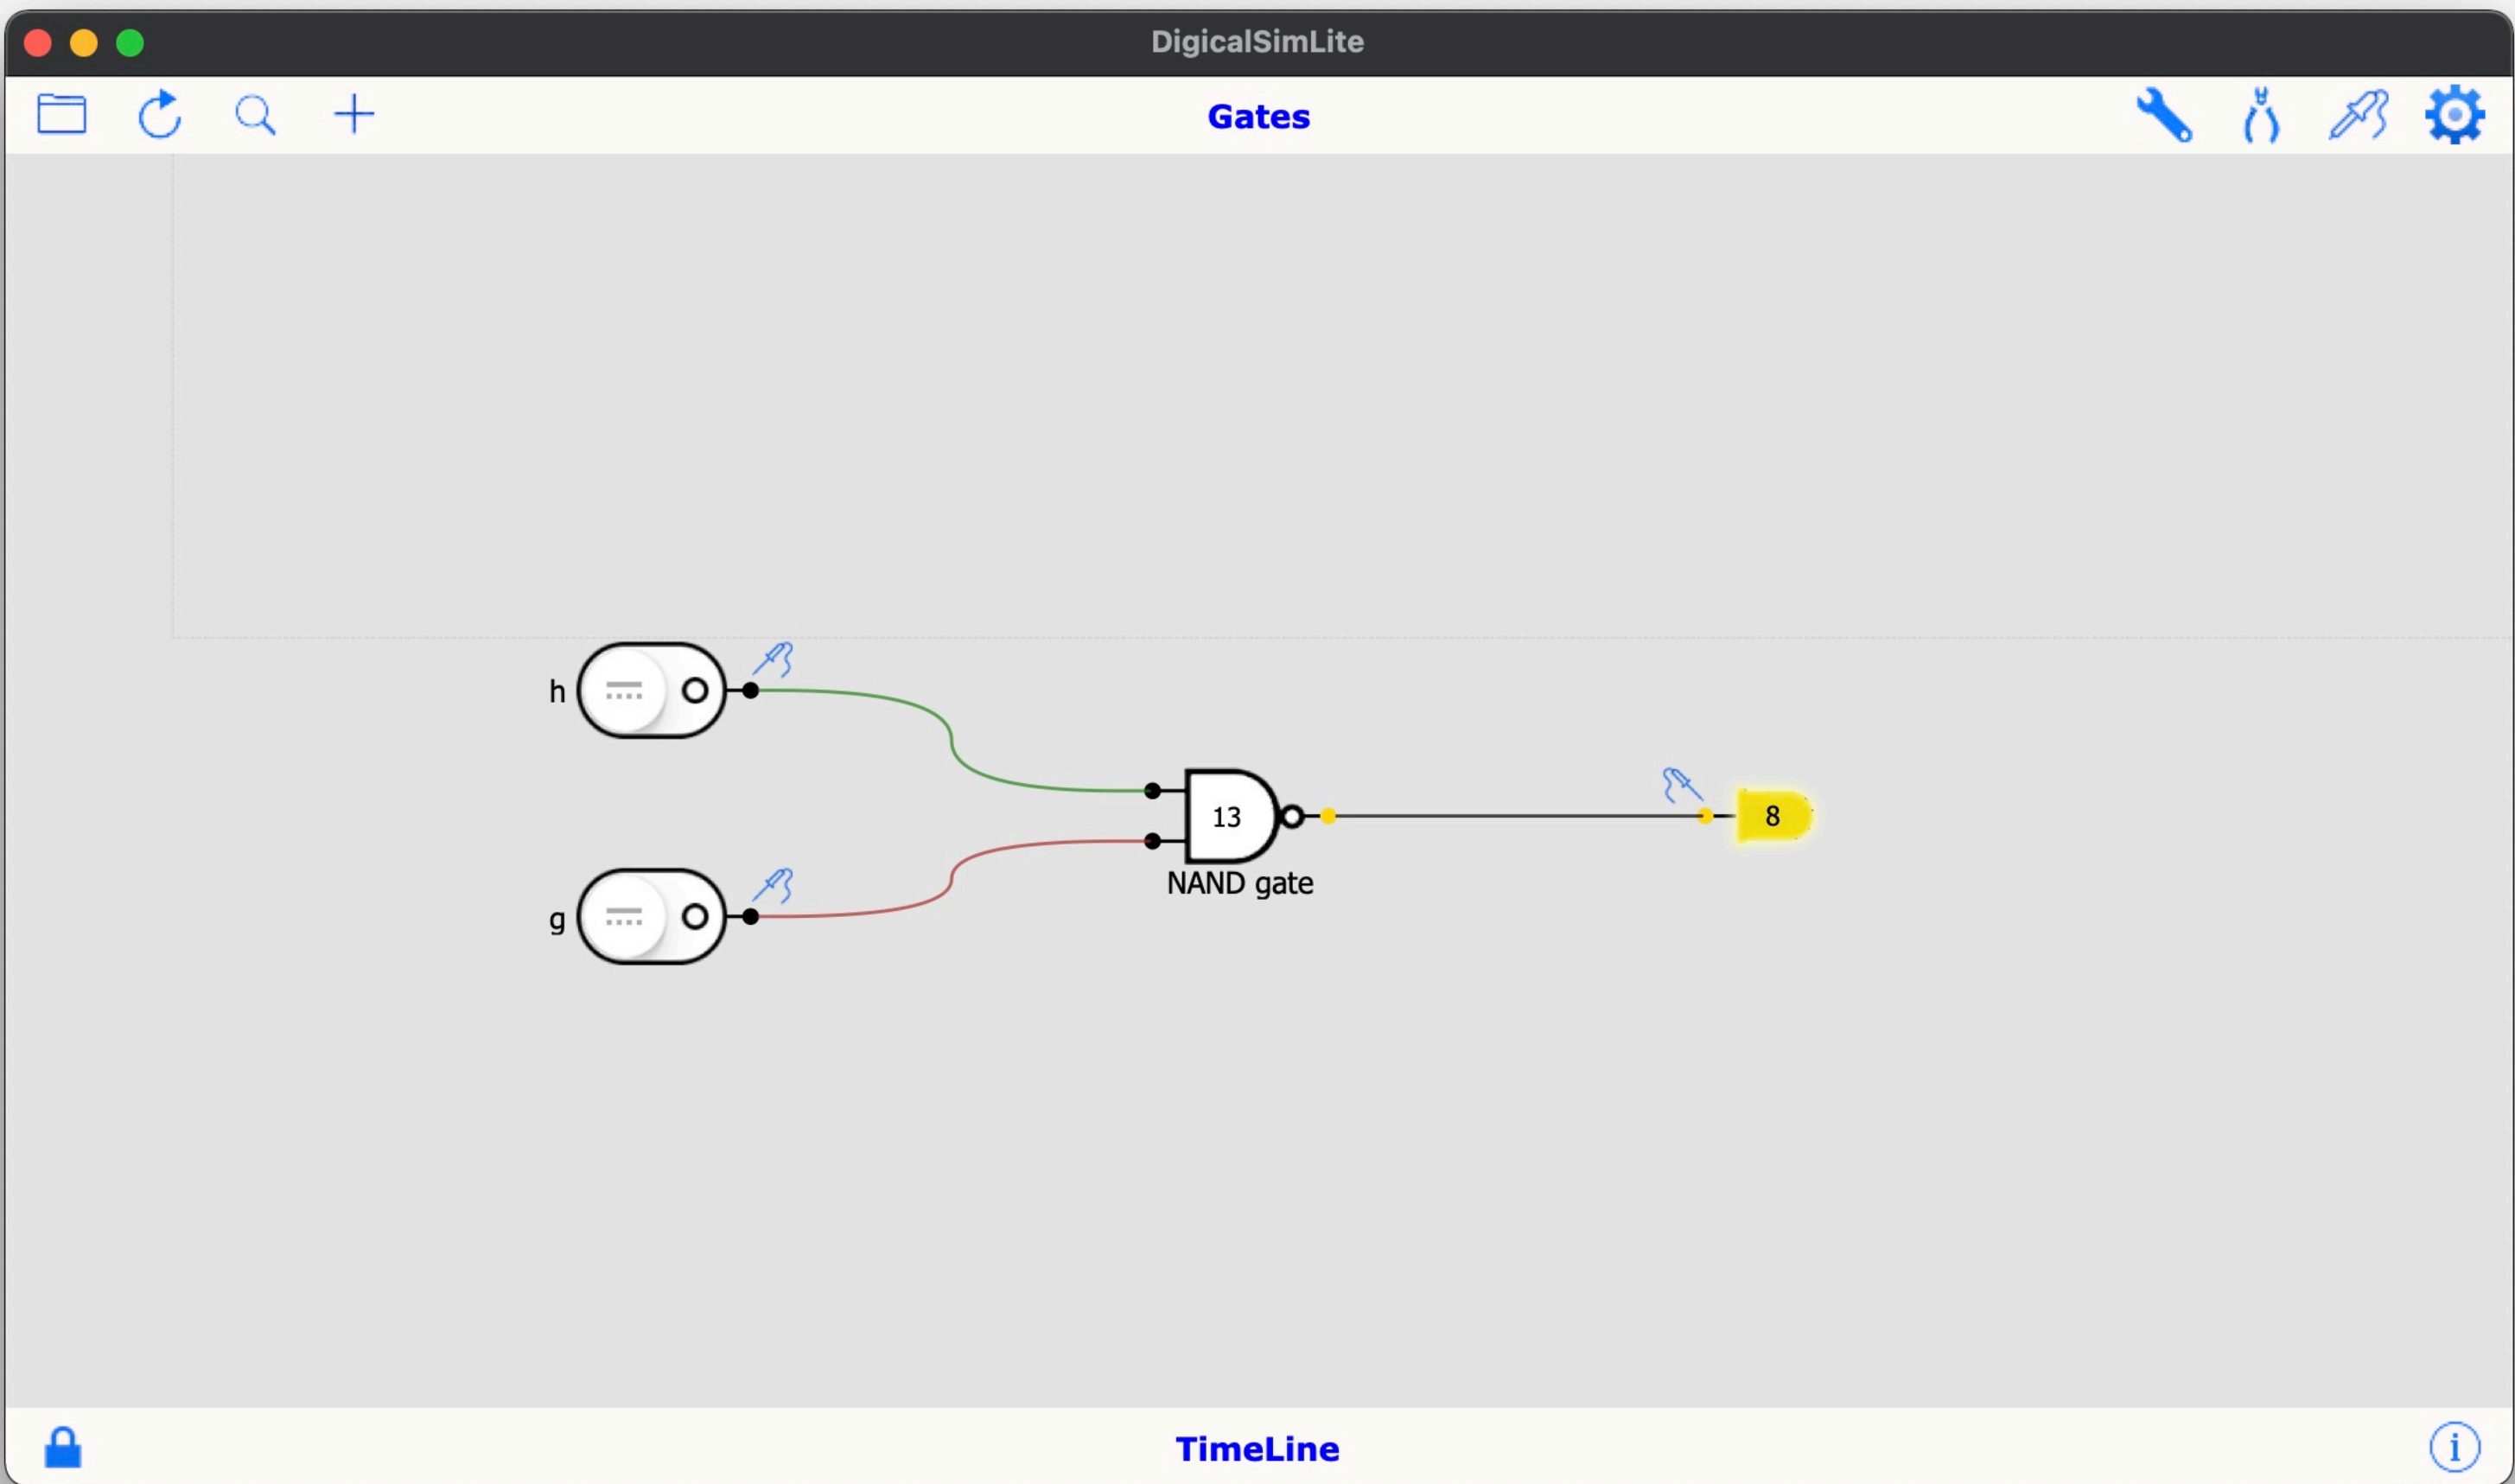 DigicalSimLite
Gates
h
13
8
NAND gate
g
TimeLine
i